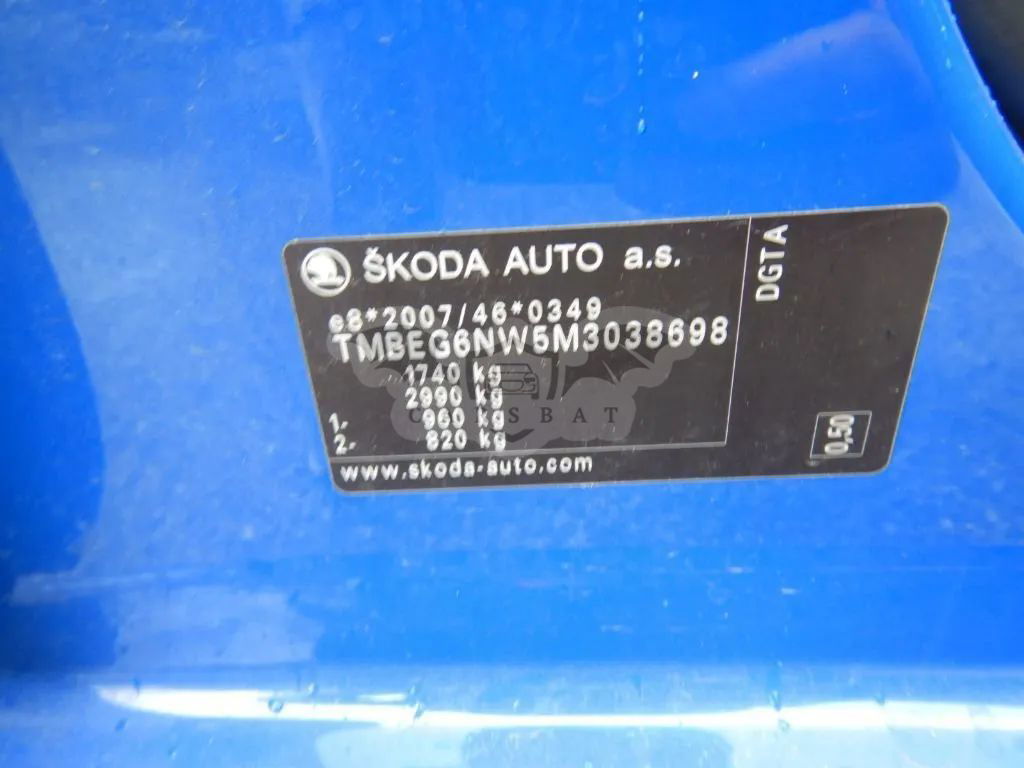 ŠKODA AUTO a.s.
e8*2007/46*0349
TMBEG6NW5M3038698
1740 kg
2990 kg
1. 960 kg
2. 820 kg
www.skoda-auto.com
DGTA
0,50